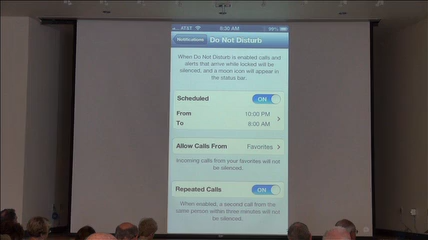 AT&T 8:35 AM
Notifications Do Not Disturb
When Do Not Disturb is enabled calls and
alerts that arrive while locked will be
silenced, and a moon icon will appear in
the status bar.
Scheduled ON
From 10:00 PM
To 6:00 AM
Allow Calls From Favorites
Incoming calls from your favorites will not
be silenced.
Repeated Calls ON
When enabled, a second call from the
same person within three minutes will not
be silenced.